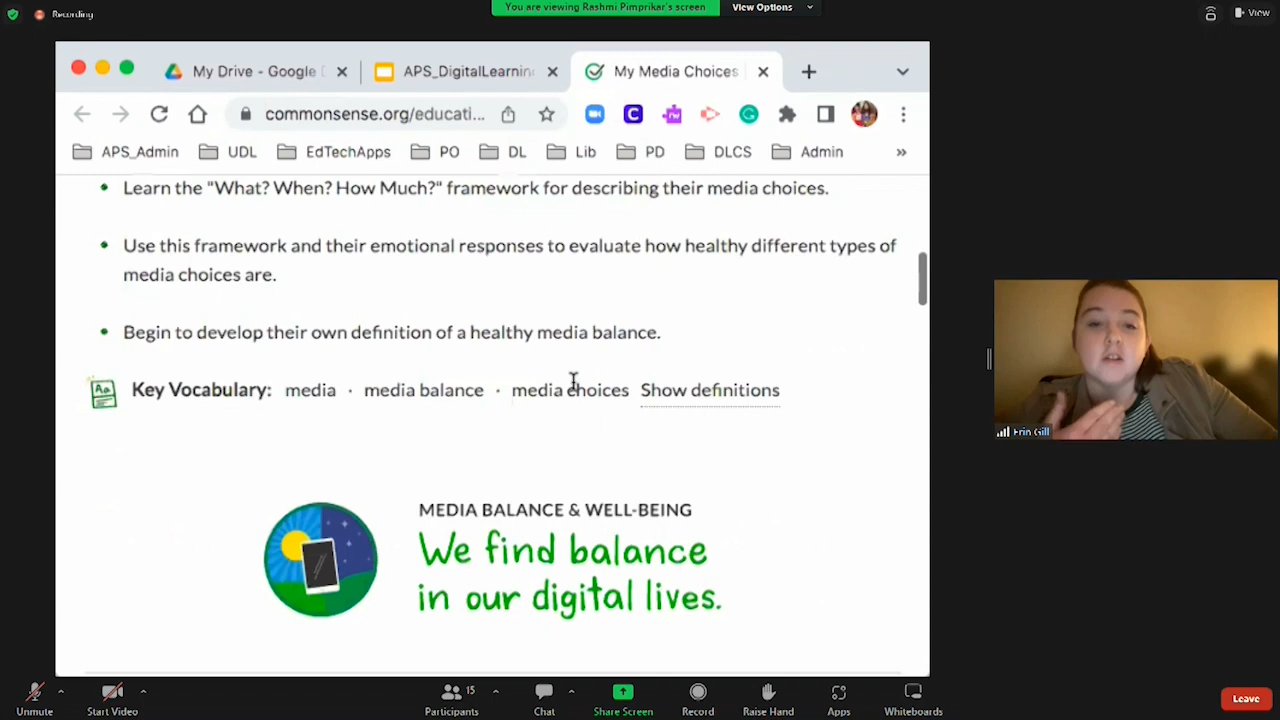 Recording
You are viewing Rashmi Pimprikar's screen
View Options
View
My Drive - Google
APS_DigitalLearnin
My Media Choices
commonsense.org/educati...
APS_Admin
UDL
EdTechApps
PO
DL
Lib
PD
DLCS
Admin
»
Learn the "What? When? How Much?" framework for describing their media choices.
Use this framework and their emotional responses to evaluate how healthy different types of
media choices are.
Begin to develop their own definition of a healthy media balance.
Aa
Key Vocabulary: media · media balance · media choices Show definitions
MEDIA BALANCE & WELL-BEING
We find balance
in our digital lives.
Erin Gill
Unmute
Start Video
15
Participants
Chat
Share Screen
Record
Raise Hand
Apps
Whiteboards
Leave